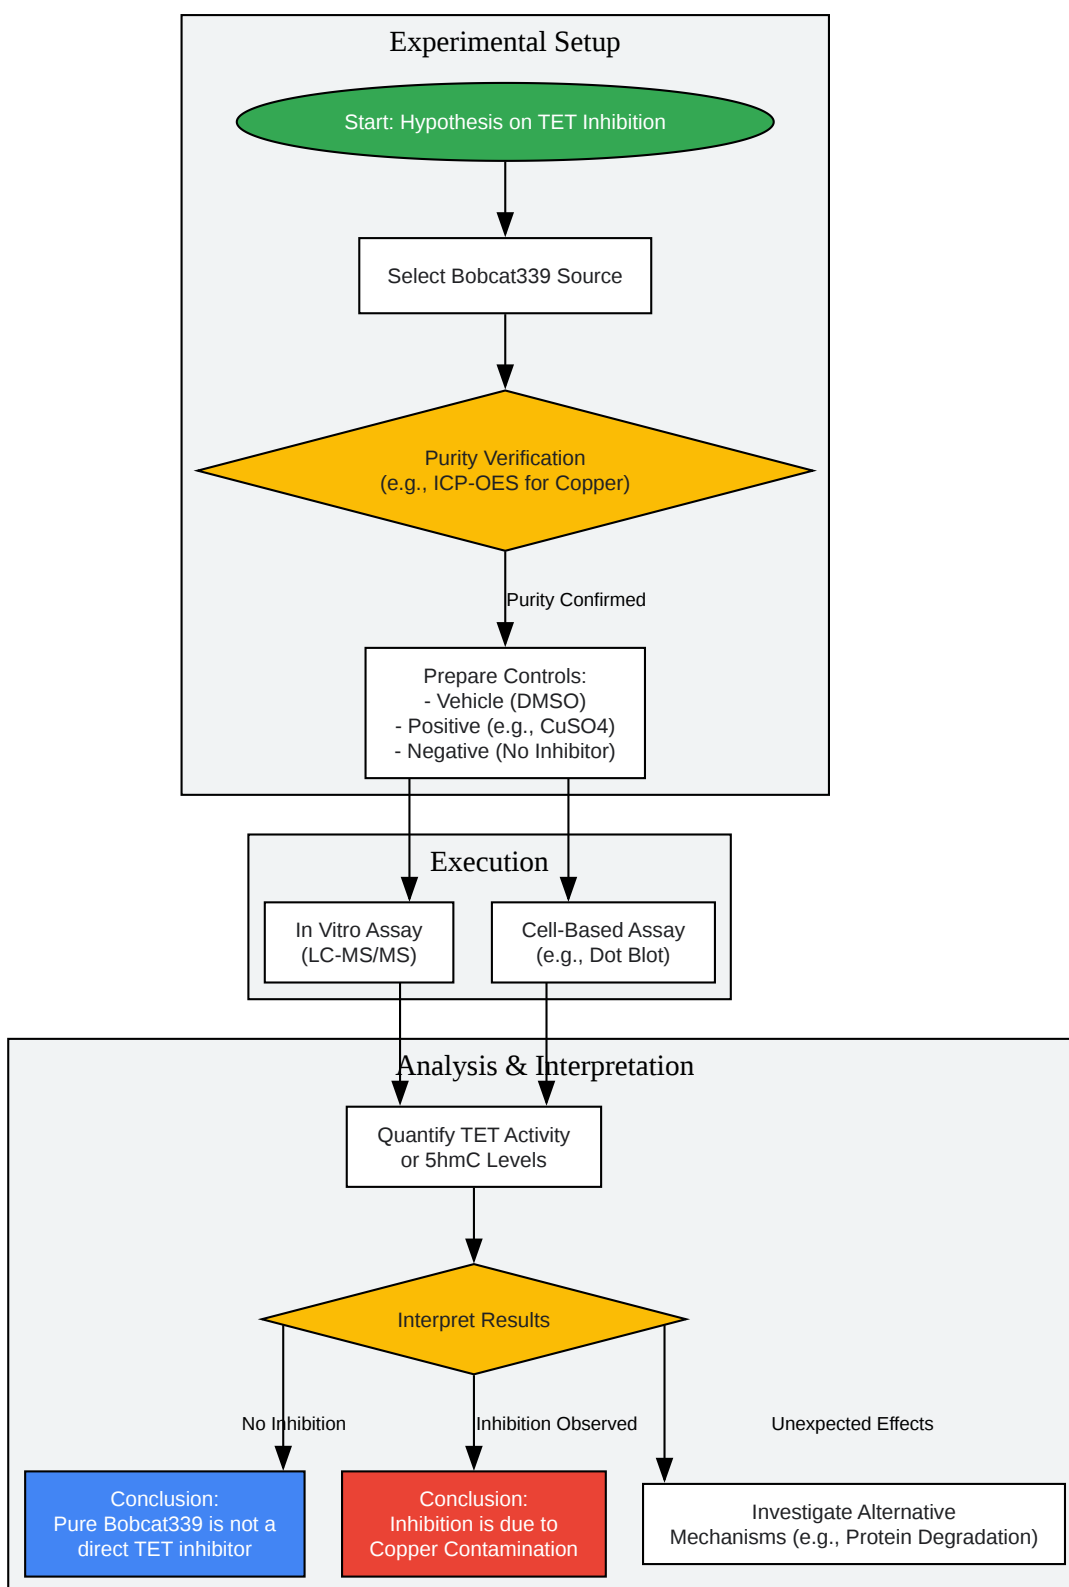 Experimental Setup
Start: Hypothesis on TET Inhibition
Select Bobcat339 Source
Purity Verification
(e.g., ICP-OES for Copper)
Purity Confirmed
Prepare Controls:
- Vehicle (DMSO)
- Positive (e.g., CuSO4)
- Negative (No Inhibitor)
Execution
In Vitro Assay
(LC-MS/MS)
Cell-Based Assay
(e.g., Dot Blot)
Analysis & Interpretation
Quantify TET Activity
or 5hmC Levels
Interpret Results
No Inhibition
Inhibition Observed
Unexpected Effects
Conclusion:
Pure Bobcat339 is not a
direct TET inhibitor
Conclusion:
Inhibition is due to
Copper Contamination
Investigate Alternative
Mechanisms (e.g., Protein Degradation)